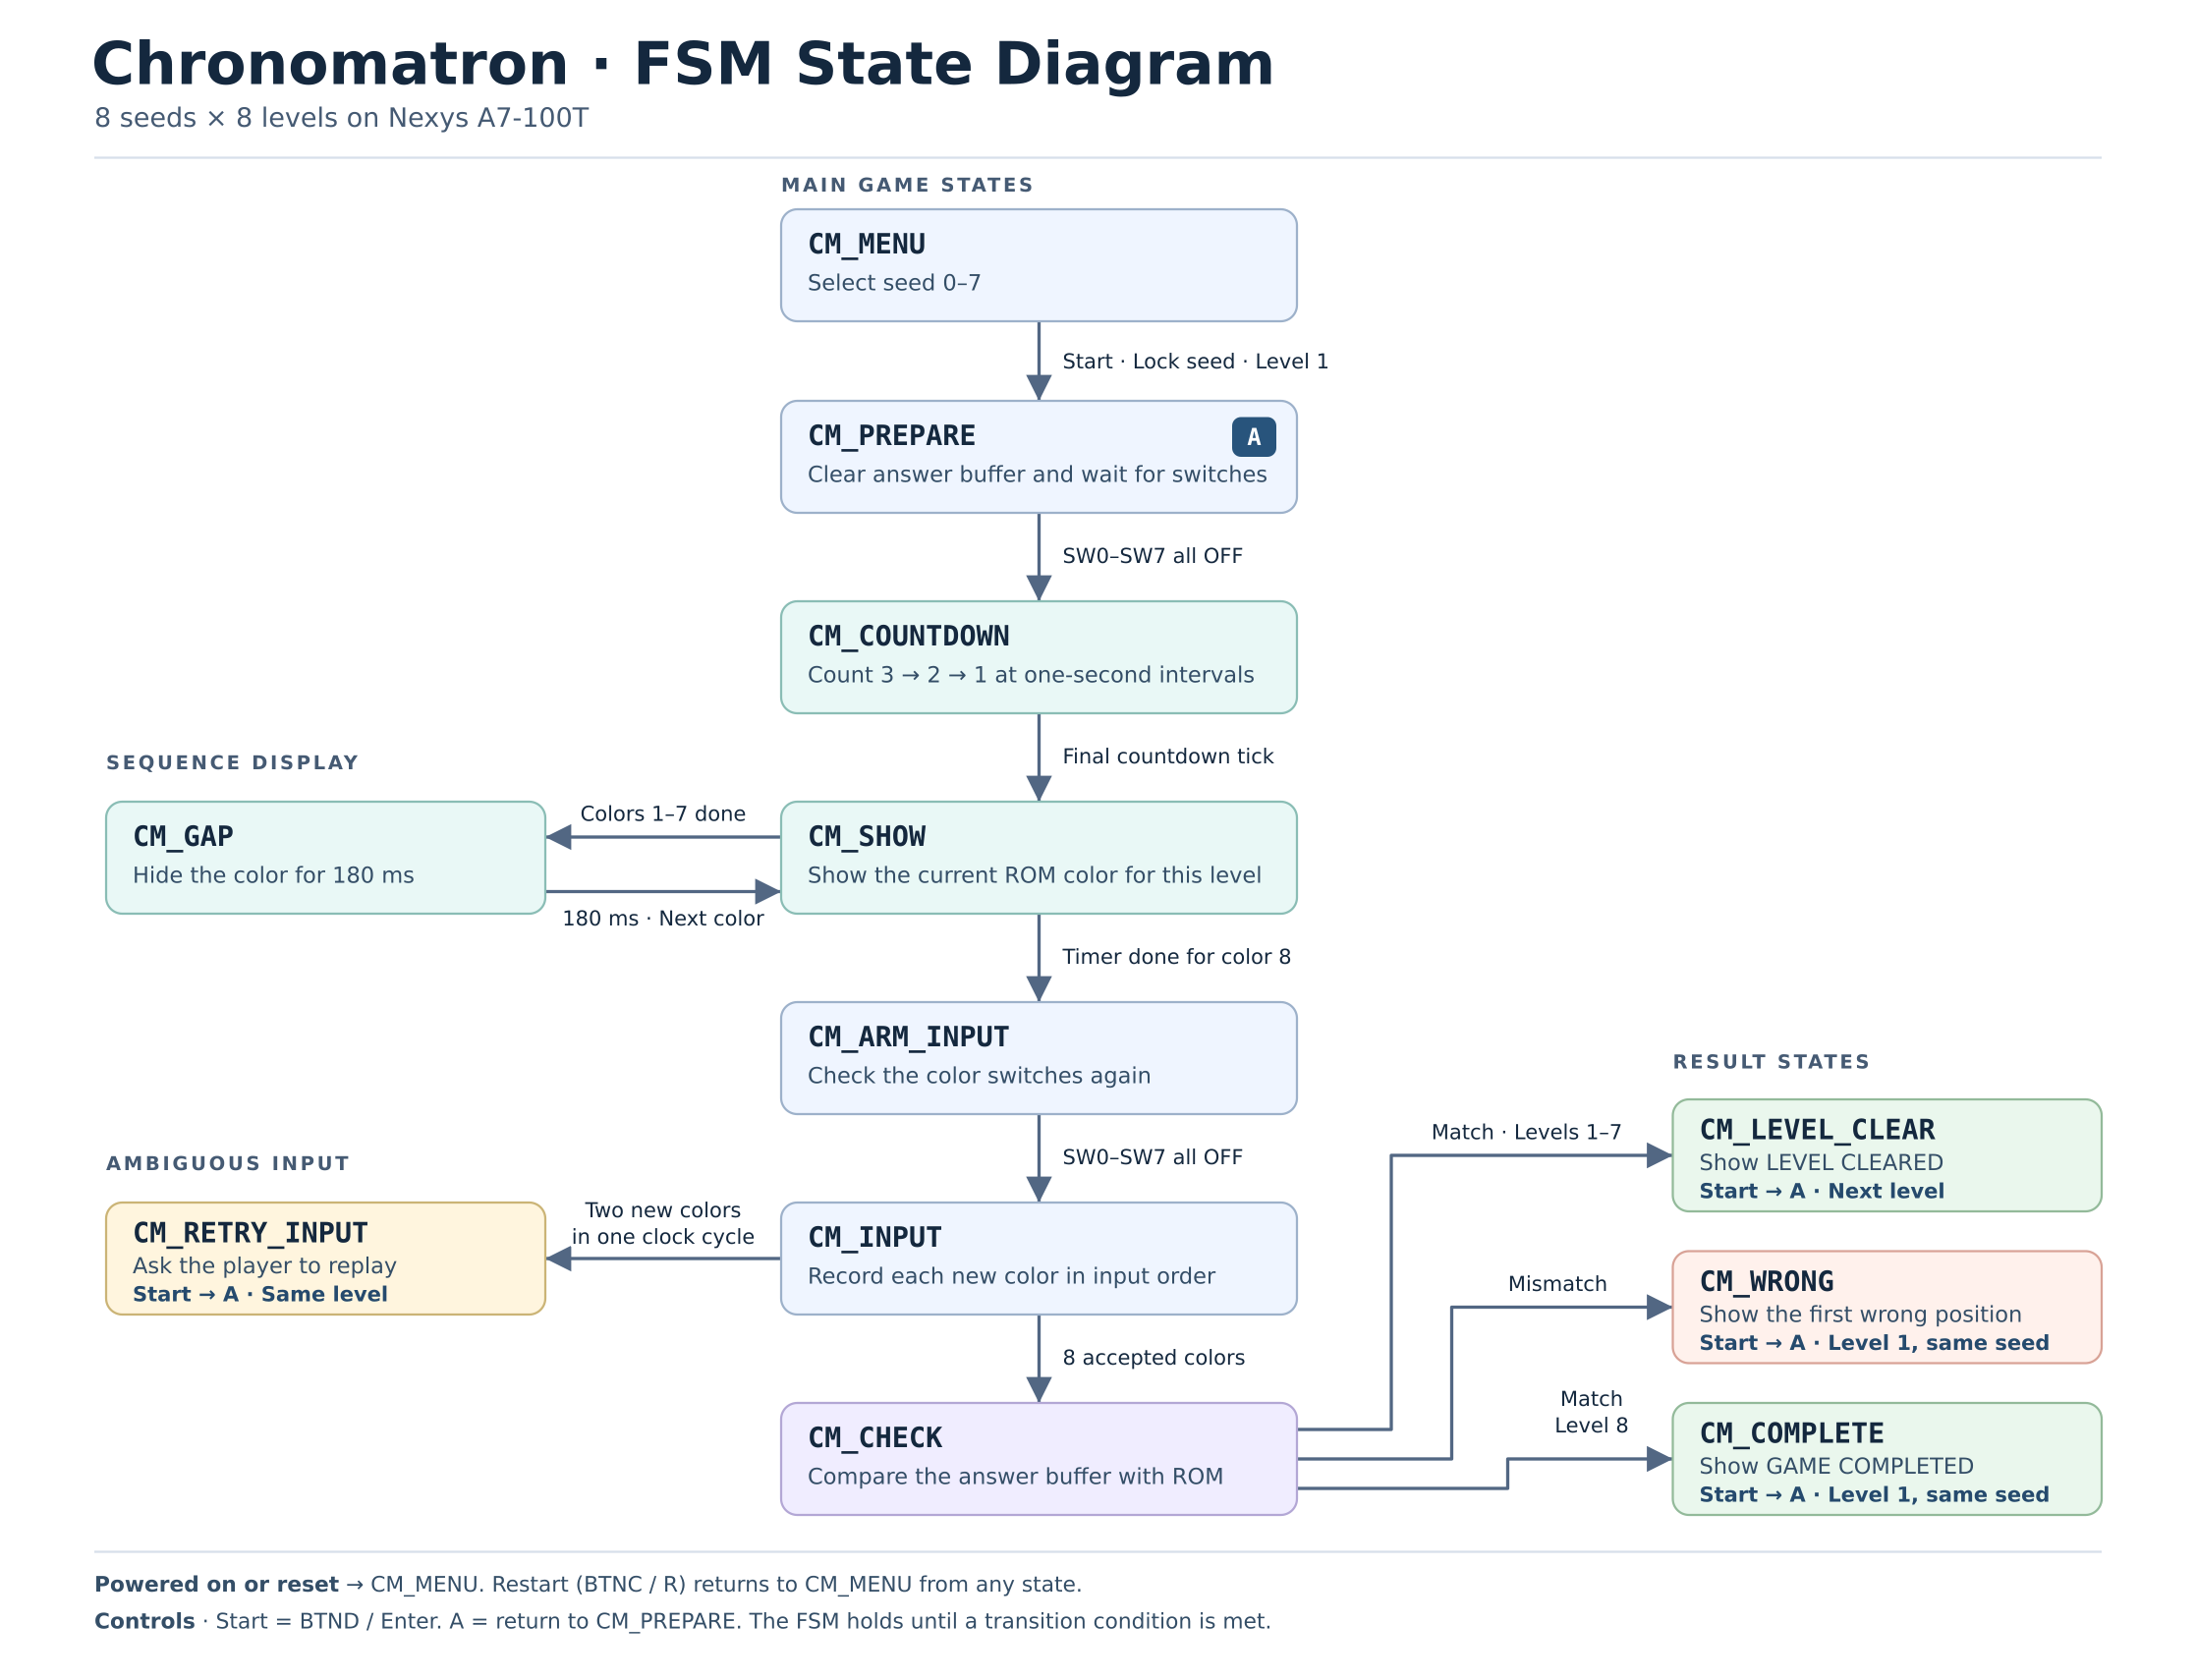 Chronomatron · FSM State Diagram
8 seeds × 8 levels on Nexys A7-100T
MAIN GAME STATES
CM_MENU
Select seed 0–7
Start · Lock seed · Level 1
CM_PREPARE
A
Clear answer buffer and wait for switches
SW0–SW7 all OFF
CM_COUNTDOWN
Count 3 → 2 → 1 at one-second intervals
Final countdown tick
SEQUENCE DISPLAY
CM_GAP
Hide the color for 180 ms
Colors 1–7 done
180 ms · Next color
CM_SHOW
Show the current ROM color for this level
Timer done for color 8
CM_ARM_INPUT
Check the color switches again
SW0–SW7 all OFF
AMBIGUOUS INPUT
CM_RETRY_INPUT
Ask the player to replay
Start → A · Same level
Two new colors
in one clock cycle
CM_INPUT
Record each new color in input order
8 accepted colors
CM_CHECK
Compare the answer buffer with ROM
RESULT STATES
Match · Levels 1–7
CM_LEVEL_CLEAR
Show LEVEL CLEARED
Start → A · Next level
Mismatch
CM_WRONG
Show the first wrong position
Start → A · Level 1, same seed
Match
Level 8
CM_COMPLETE
Show GAME COMPLETED
Start → A · Level 1, same seed
Powered on or reset → CM_MENU. Restart (BTNC / R) returns to CM_MENU from any state.
Controls · Start = BTND / Enter. A = return to CM_PREPARE. The FSM holds until a transition condition is met.